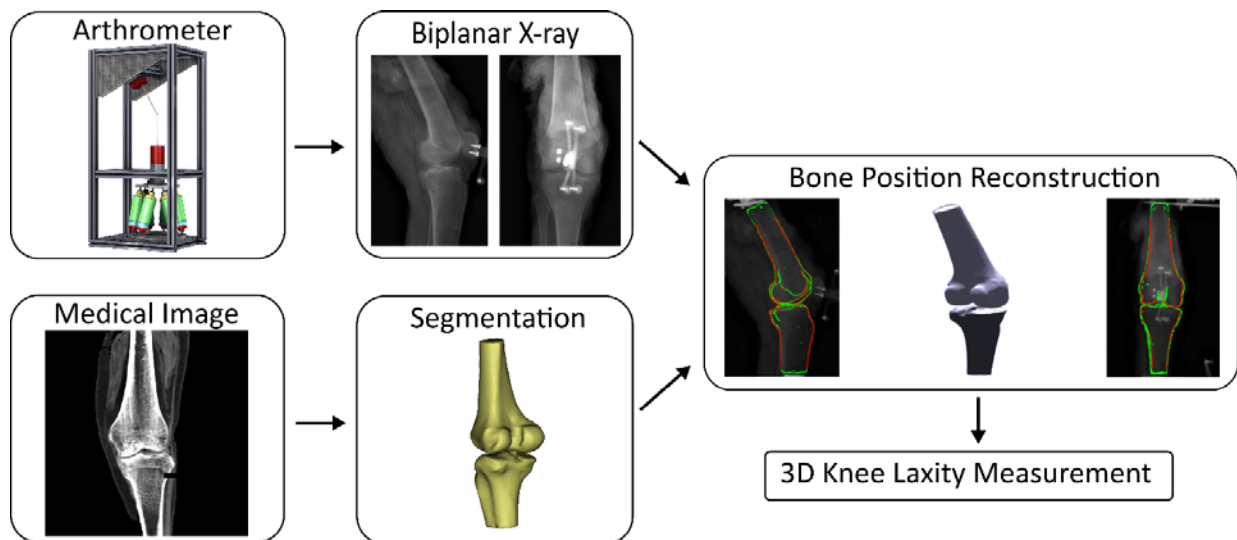 Arthrometer
Biplanar X-ray
Bone Position Reconstruction
Medical Image
Segmentation
3D Knee Laxity Measurement